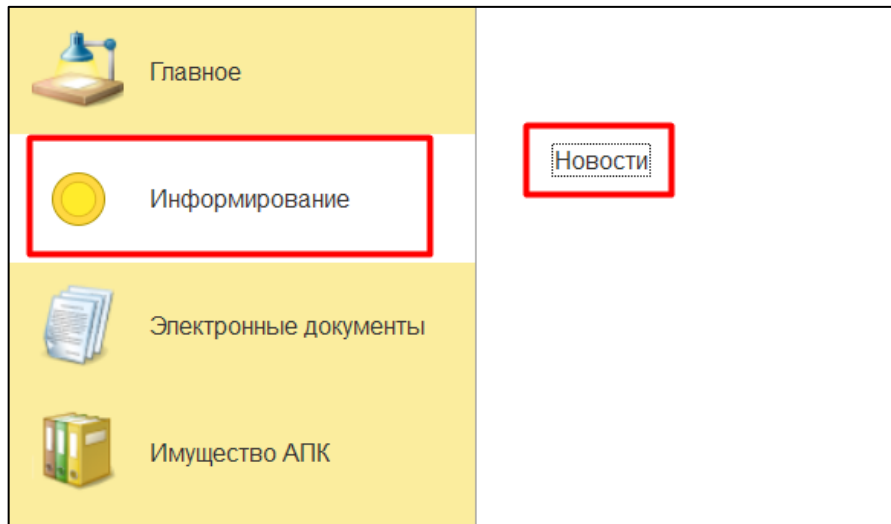 Главное
Новости
Информирование
Электронные документы
Имущество АПК